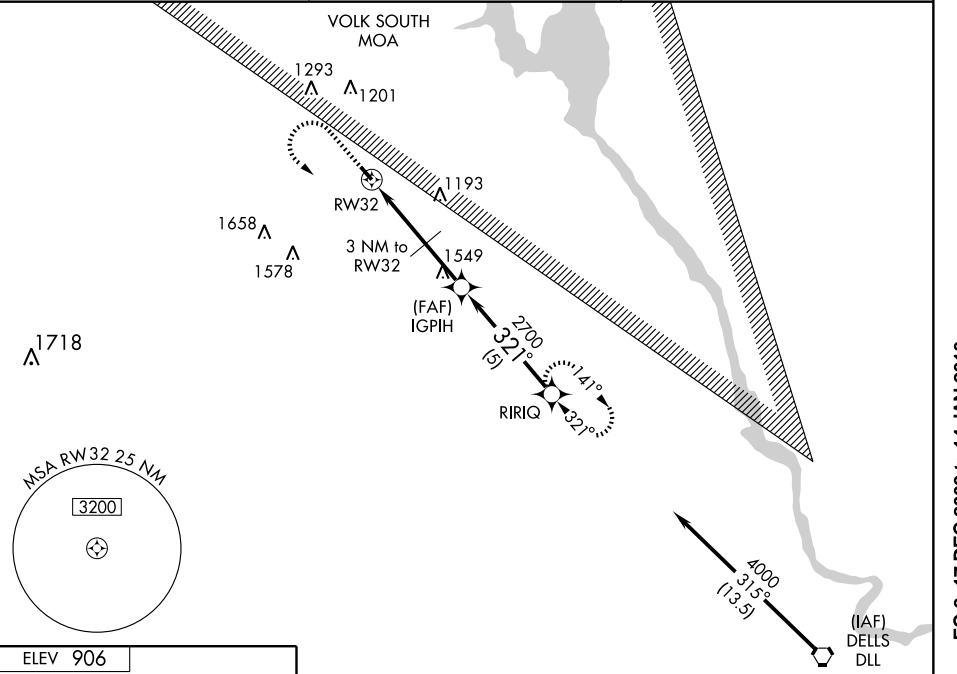 VOLK SOUTH
MOA
1293
1201
1193
RW32
1658
1578
3 NM to
RW32
1549
(FAF)
IGPIH
2700
321°
(5)
1718
141°
321°
RIRIQ
MSA RW32 25 NM
3200
4000
315°
(13.5)
(IAF)
DELLS
DLL
ELEV 906